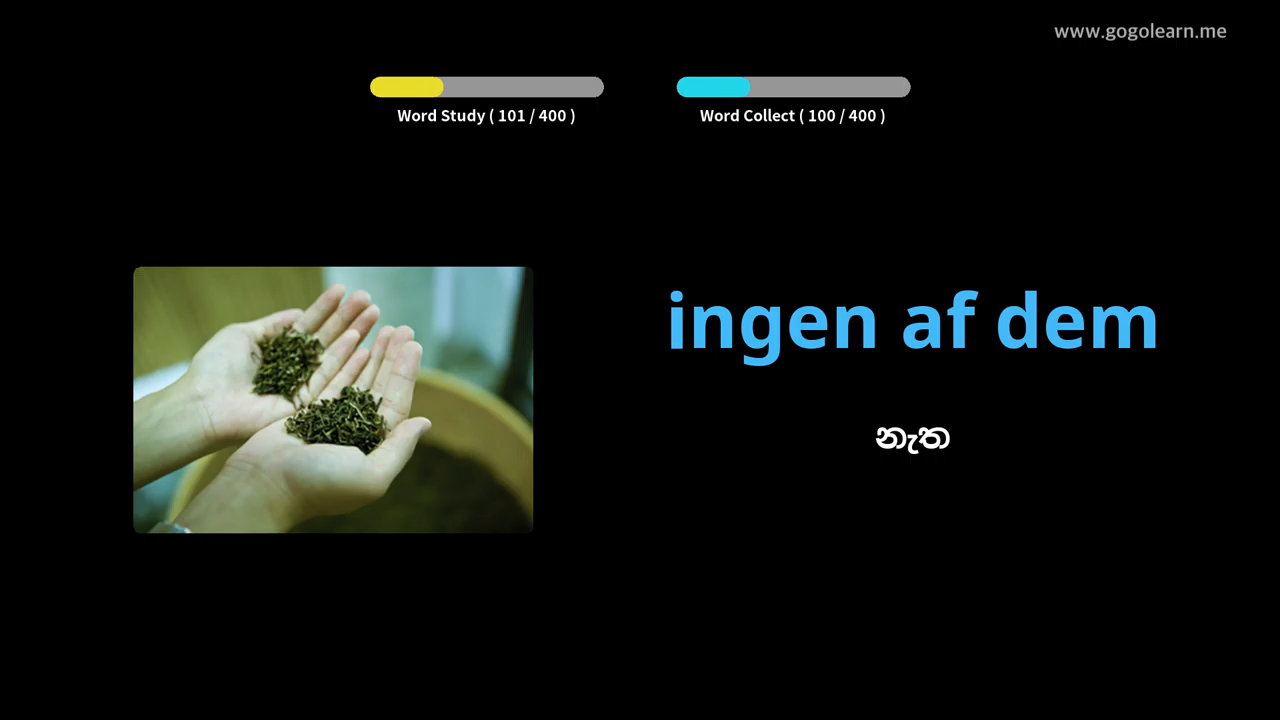 www.gogolearn.me
Word Study ( 101 / 400 )
Word Collect ( 100 / 400 )
ingen af dem
නැත